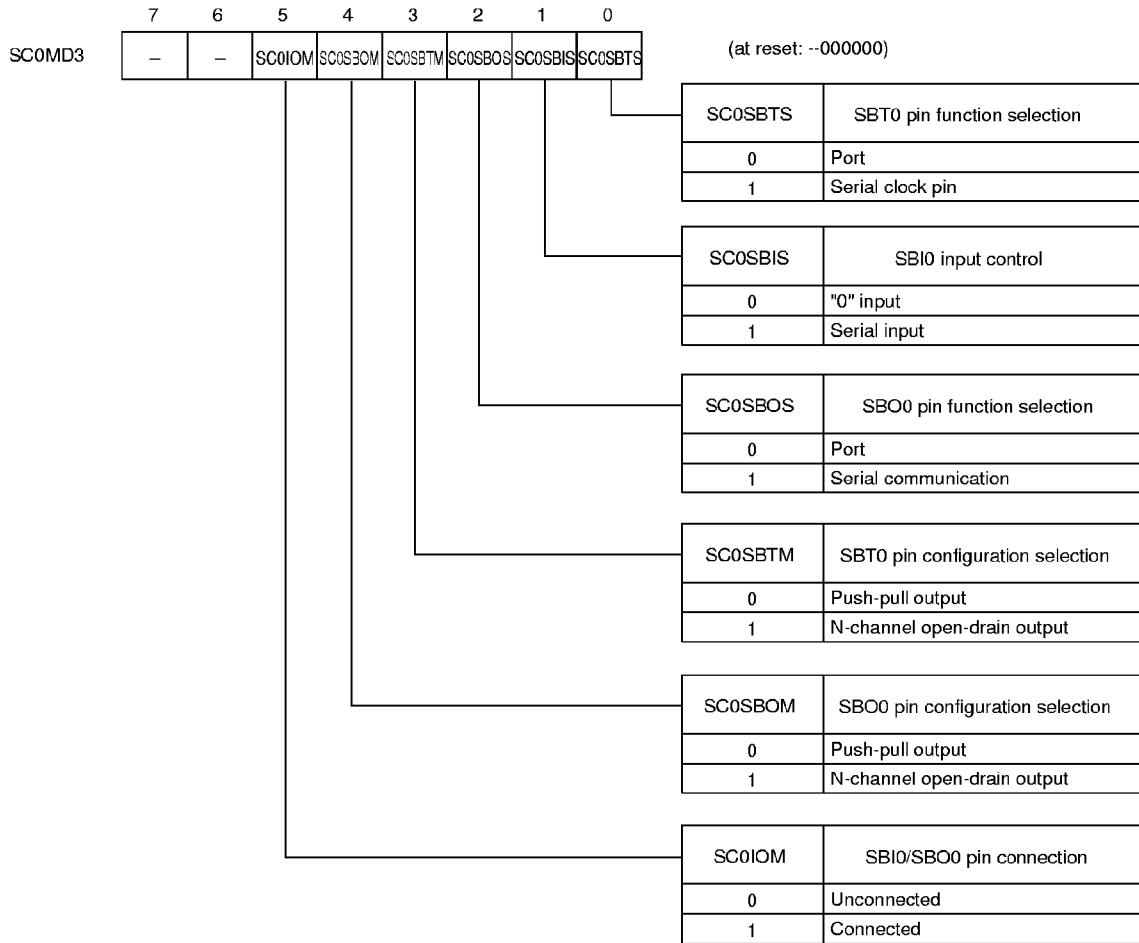 7 6 5 4 3 2 1 0
SC0MD3 – – SC0IOM SC0SBOM SC0SBTM SC0SBOS SC0SBIS SC0SBTS (at reset: --000000)
SC0SBTS SBT0 pin function selection
0 Port
1 Serial clock pin
SC0SBIS SBI0 input control
0 "0" input
1 Serial input
SC0SBOS SBO0 pin function selection
0 Port
1 Serial communication
SC0SBTM SBT0 pin configuration selection
0 Push-pull output
1 N-channel open-drain output
SC0SBOM SBO0 pin configuration selection
0 Push-pull output
1 N-channel open-drain output
SC0IOM SBI0/SBO0 pin connection
0 Unconnected
1 Connected